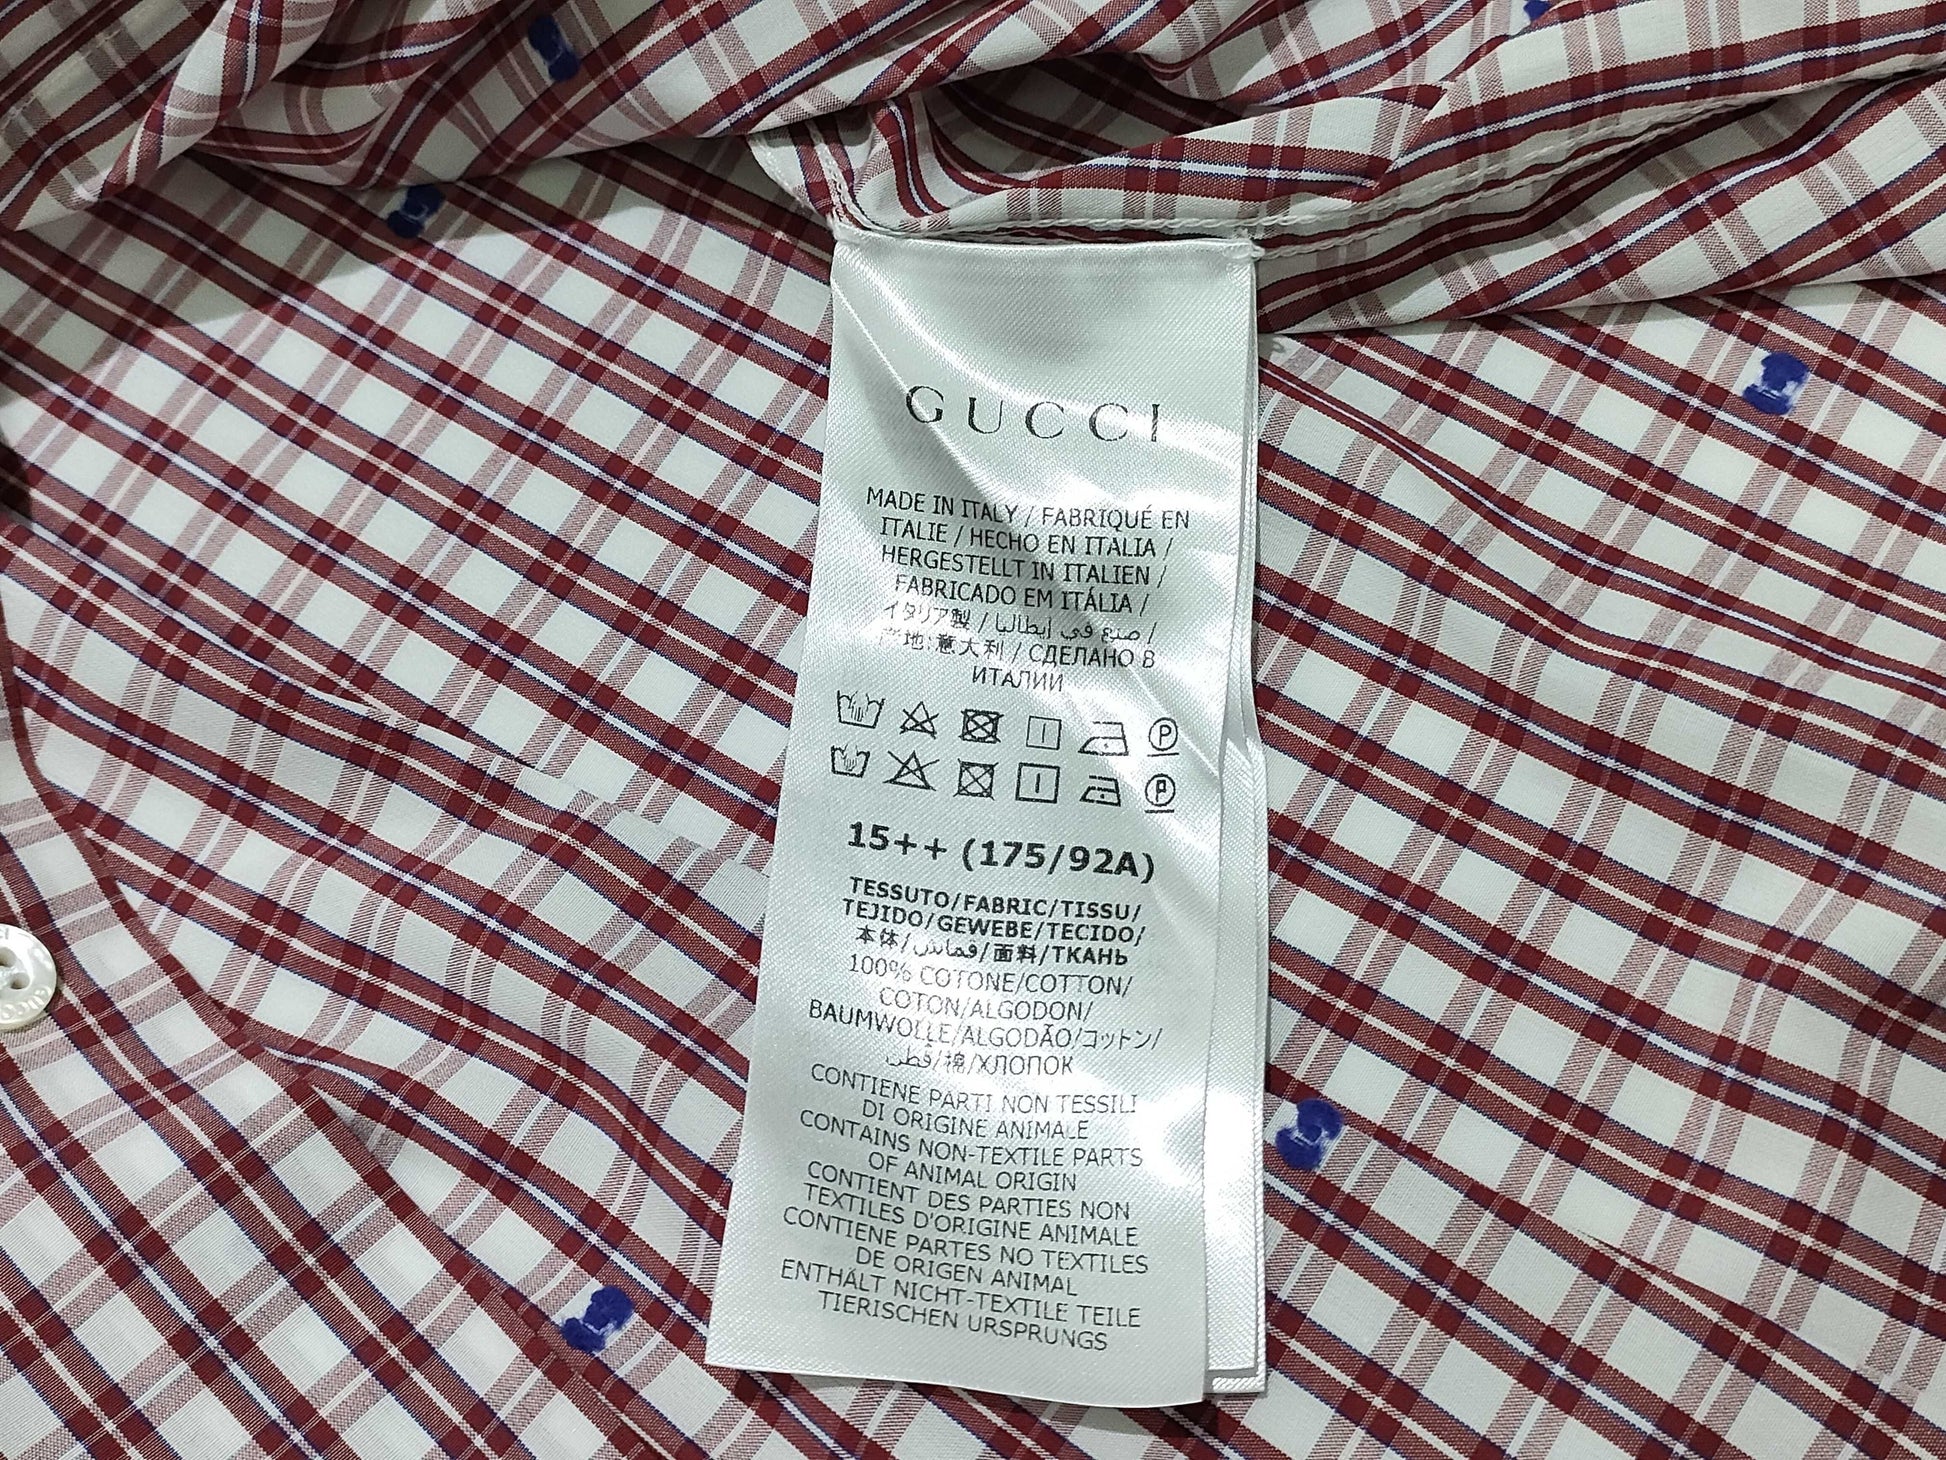 GUCCI
MADE IN ITALY / FABRIQUÉ EN
ITALIE / HECHO EN ITALIA /
HERGESTELLT IN ITALIEN /
FABRICADO EM ITÁLIA /
イタリア製 / صنع في إيطاليا /
产地:意大利 / СДЕЛАНО В
ИТАЛИИ
P
P
15++ (175/92A)
TESSUTO/FABRIC/TISSU/
TEJIDO/GEWEBE/TECIDO/
本体/قماش/面料/ТКАНЬ
100% COTONE/COTTON/
COTON/ALGODON/
BAUMWOLLE/ALGODÃO/コットン/
قطن/棉/ХЛОПОК
CONTIENE PARTI NON TESSILI
DI ORIGINE ANIMALE
CONTAINS NON-TEXTILE PARTS
OF ANIMAL ORIGIN
CONTIENT DES PARTIES NON
TEXTILES D'ORIGINE ANIMALE
CONTIENE PARTES NO TEXTILES
DE ORIGEN ANIMAL
ENTHÄLT NICHT-TEXTILE TEILE
TIERISCHEN URSPRUNGS